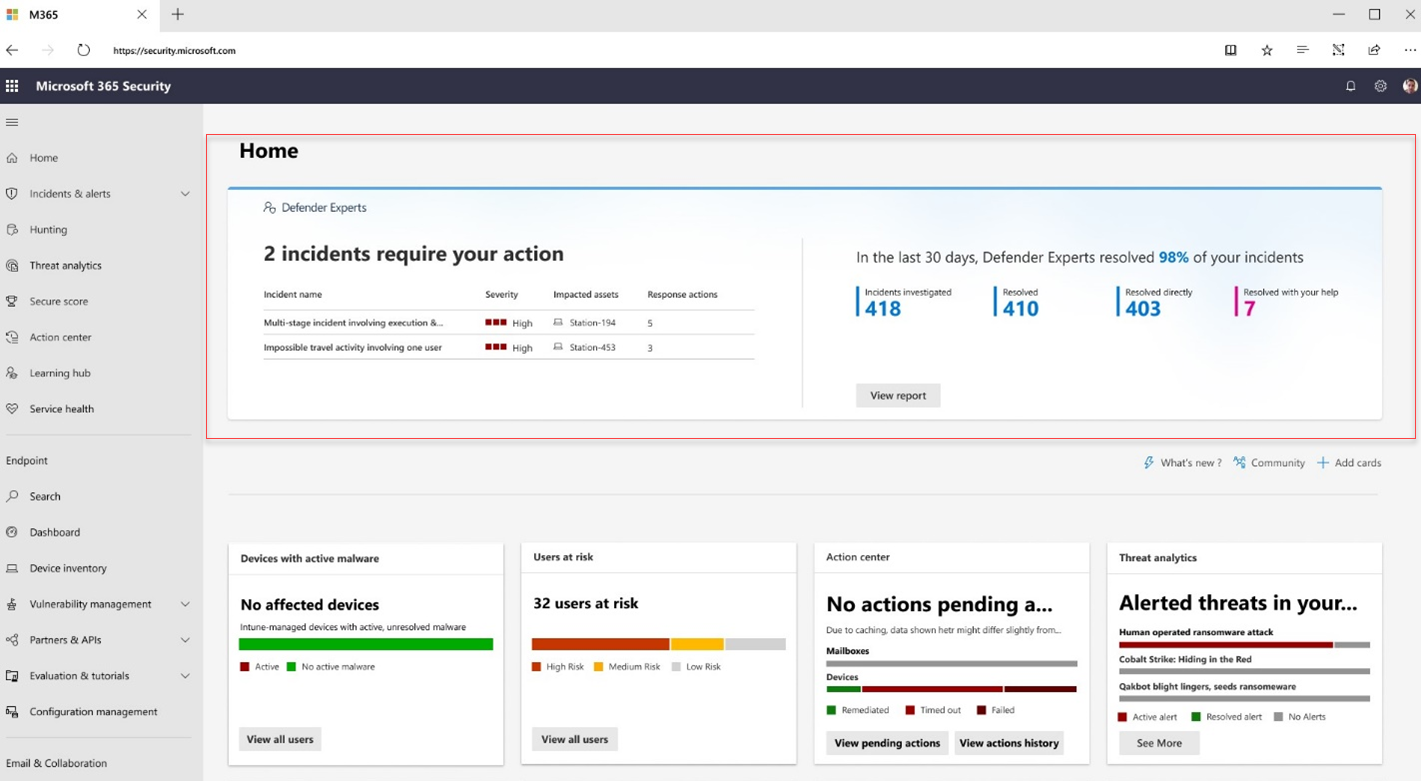 M365
https://security.microsoft.com
Microsoft 365 Security
Home
Incidents & alerts
Hunting
Threat analytics
Secure score
Action center
Learning hub
Service health
Endpoint
Search
Dashboard
Device inventory
Vulnerability management
Partners & APIs
Evaluation & tutorials
Configuration management
Email & Collaboration
Home
Defender Experts
2 incidents require your action
Incident name Severity Impacted assets Response actions
Multi-stage incident involving execution &... High Station-194 5
Impossible travel activity involving one user High Station-453 3
In the last 30 days, Defender Experts resolved 98% of your incidents
Incidents investigated Resolved Resolved directly Resolved with your help
418 410 403 7
View report
What's new ? Community Add cards
Devices with active malware
No affected devices
Intune-managed devices with active, unresolved malware
Active No active malware
View all users
Users at risk
32 users at risk
High Risk Medium Risk Low Risk
View all users
Action center
No actions pending a...
Due to caching, data shown hetr might differ slightly from...
Mailboxes
Devices
Remediated Timed out Failed
View pending actions View actions history
Threat analytics
Alerted threats in your...
Human operated ransomware attack
Cobalt Strike: Hiding in the Red
Qakbot blight lingers, seeds ransomeware
Active alert Resolved alert No Alerts
See More